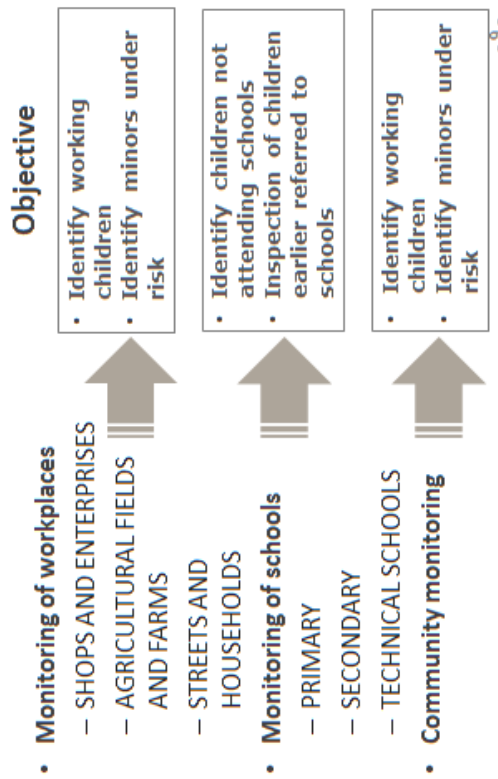 Objective
• Monitoring of workplaces
– SHOPS AND ENTERPRISES
– AGRICULTURAL FIELDS
AND FARMS
– STREETS AND
HOUSEHOLDS
• Identify working
children
• Identify minors under
risk
• Monitoring of schools
– PRIMARY
– SECONDARY
– TECHNICAL SCHOOLS
• Identify children not
attending schools
• Inspection of children
earlier referred to
schools
• Community monitoring
• Identify working
children
• Identify minors under
risk